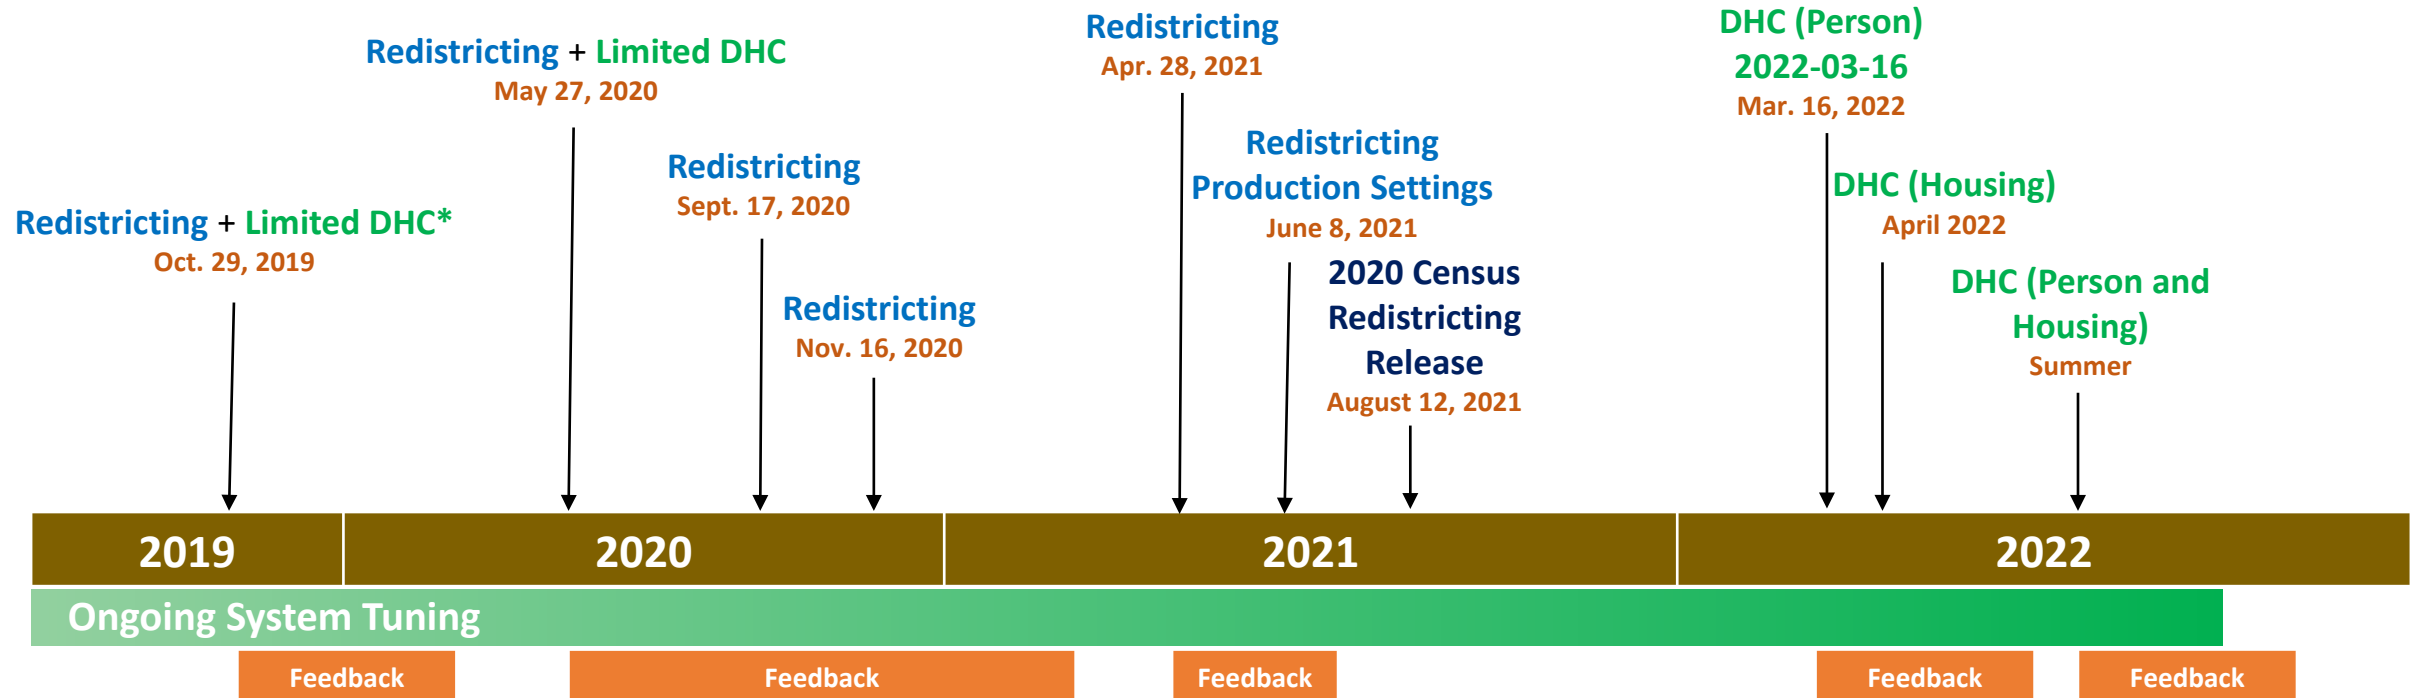 Redistricting + Limited DHC*
Oct. 29, 2019
Redistricting + Limited DHC
May 27, 2020
Redistricting
Sept. 17, 2020
Redistricting
Nov. 16, 2020
Redistricting
Apr. 28, 2021
Redistricting
Production Settings
June 8, 2021
2020 Census
Redistricting
Release
August 12, 2021
DHC (Person)
2022-03-16
Mar. 16, 2022
DHC (Housing)
April 2022
DHC (Person and
Housing)
Summer
2019
2020
2021
2022
Ongoing System Tuning
Feedback
Feedback
Feedback
Feedback
Feedback